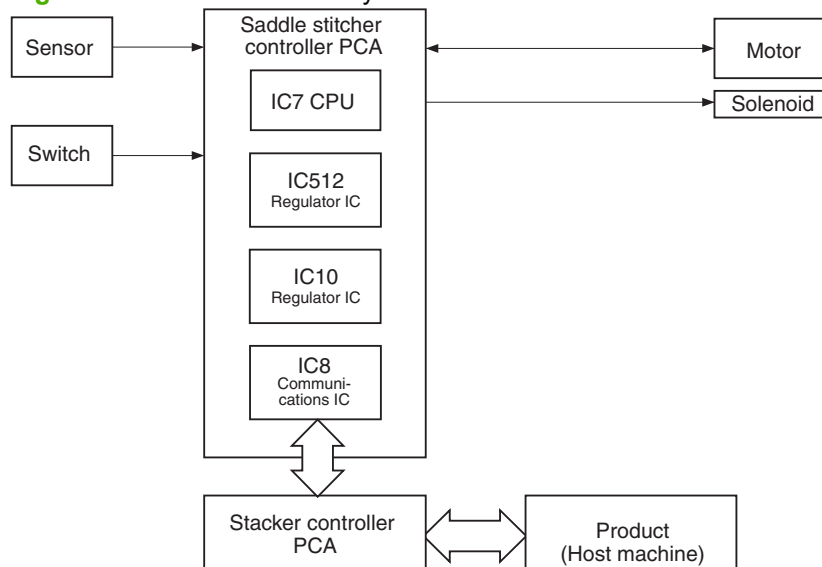 Sensor
Switch
Saddle stitcher
controller PCA
IC7 CPU
IC512
Regulator IC
IC10
Regulator IC
IC8
Communi-
cations IC
Motor
Solenoid
Stacker controller
PCA
Product
(Host machine)